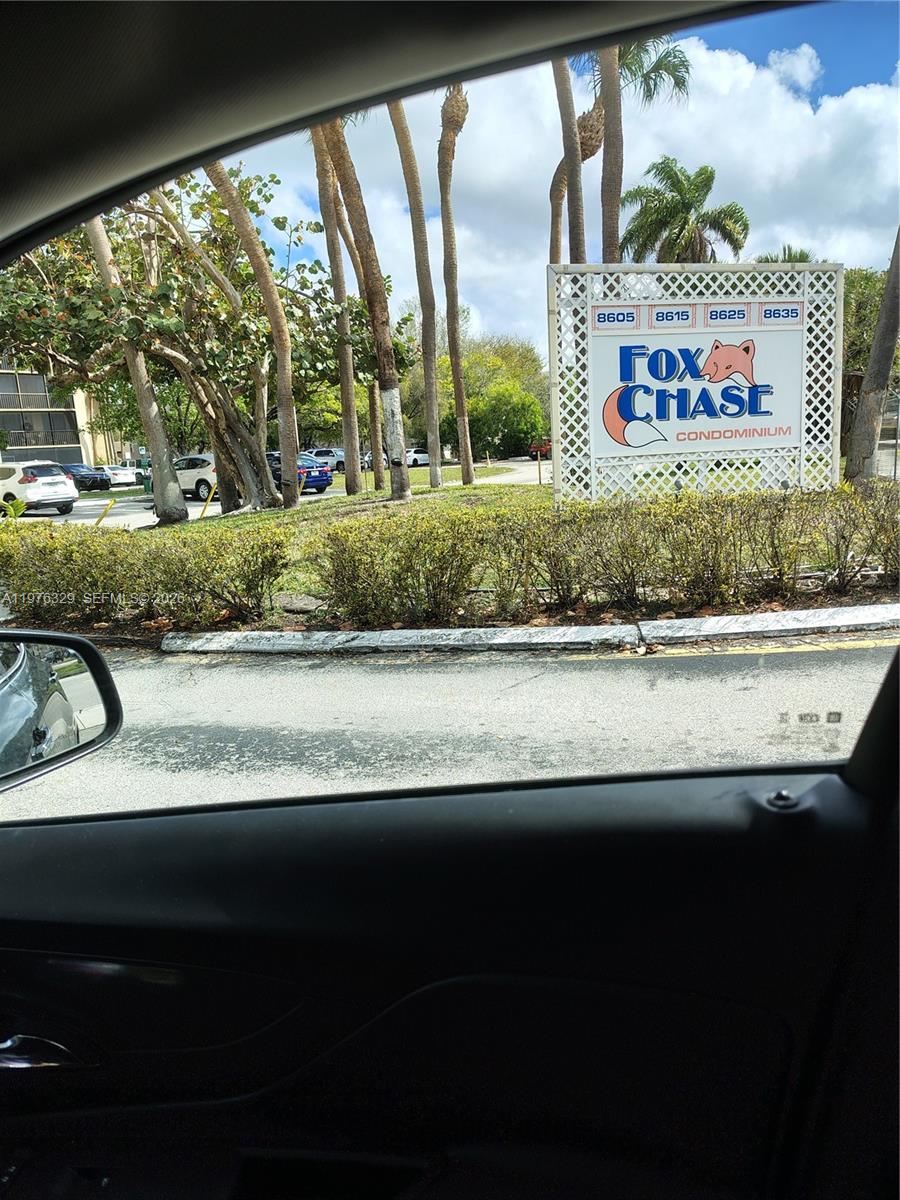 8605 8615 8625 8635
FOX
CHASE
CONDOMINIUM
A11976329 SEFMLS © 2026